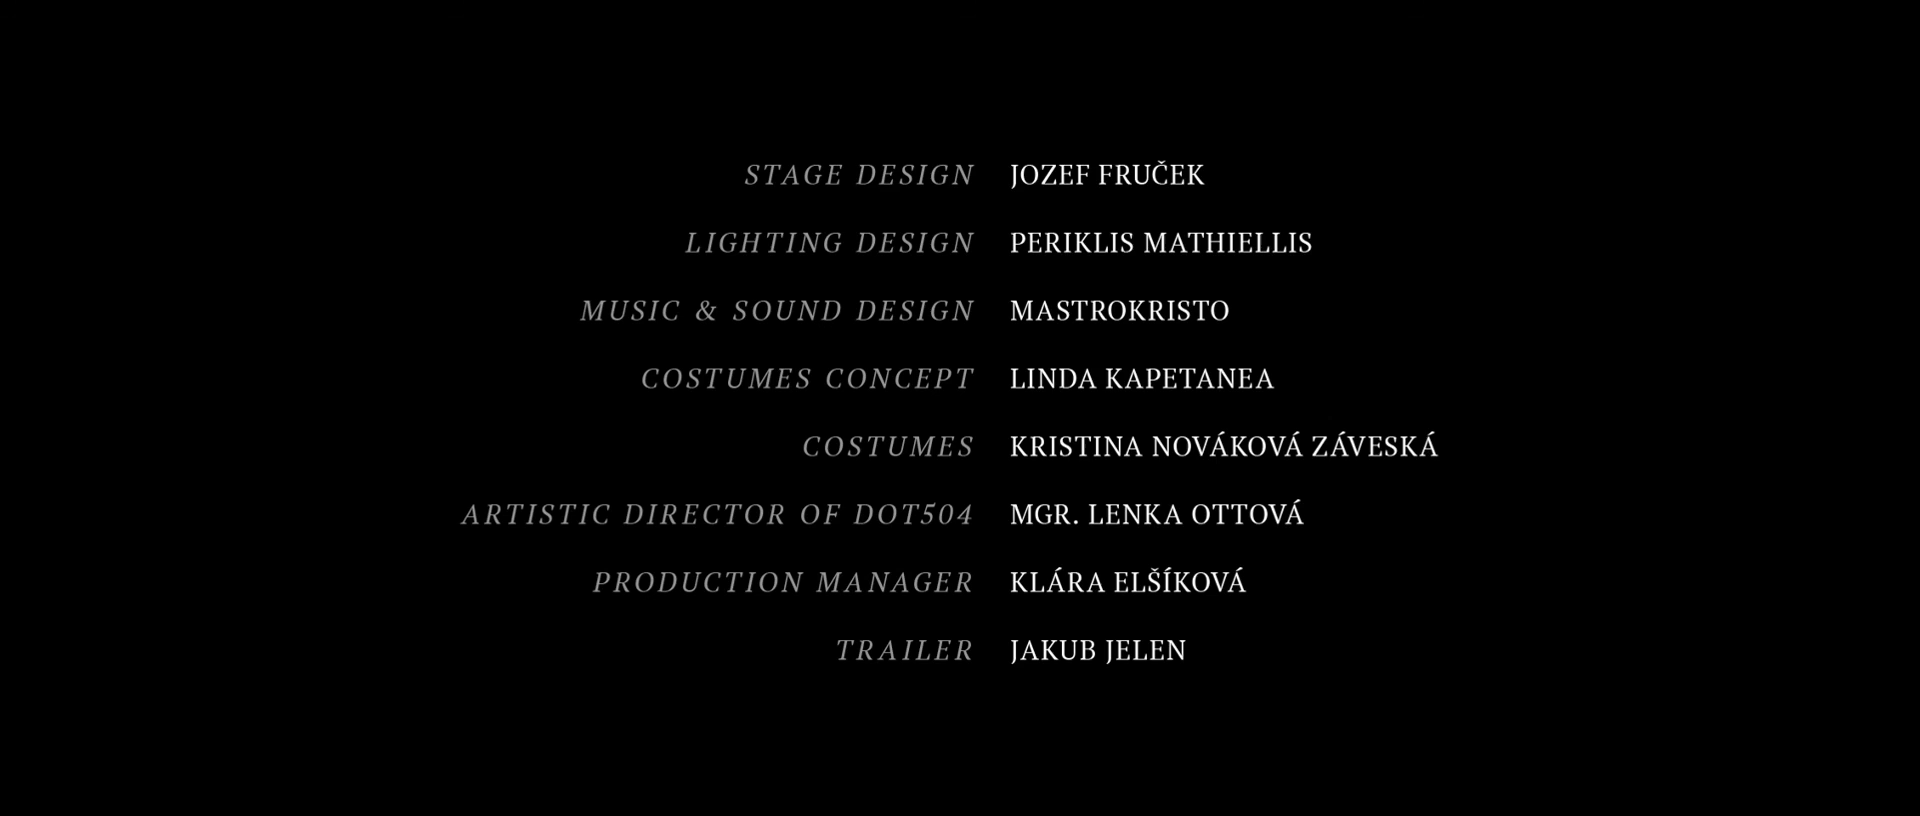 STAGE DESIGN JOZEF FRUČEK
LIGHTING DESIGN PERIKLIS MATHIELLIS
MUSIC & SOUND DESIGN MASTROKRISTO
COSTUMES CONCEPT LINDA KAPETANEA
COSTUMES KRISTINA NOVÁKOVÁ ZÁVESKÁ
ARTISTIC DIRECTOR OF DOT504 MGR. LENKA OTTOVÁ
PRODUCTION MANAGER KLÁRA ELŠÍKOVÁ
TRAILER JAKUB JELEN